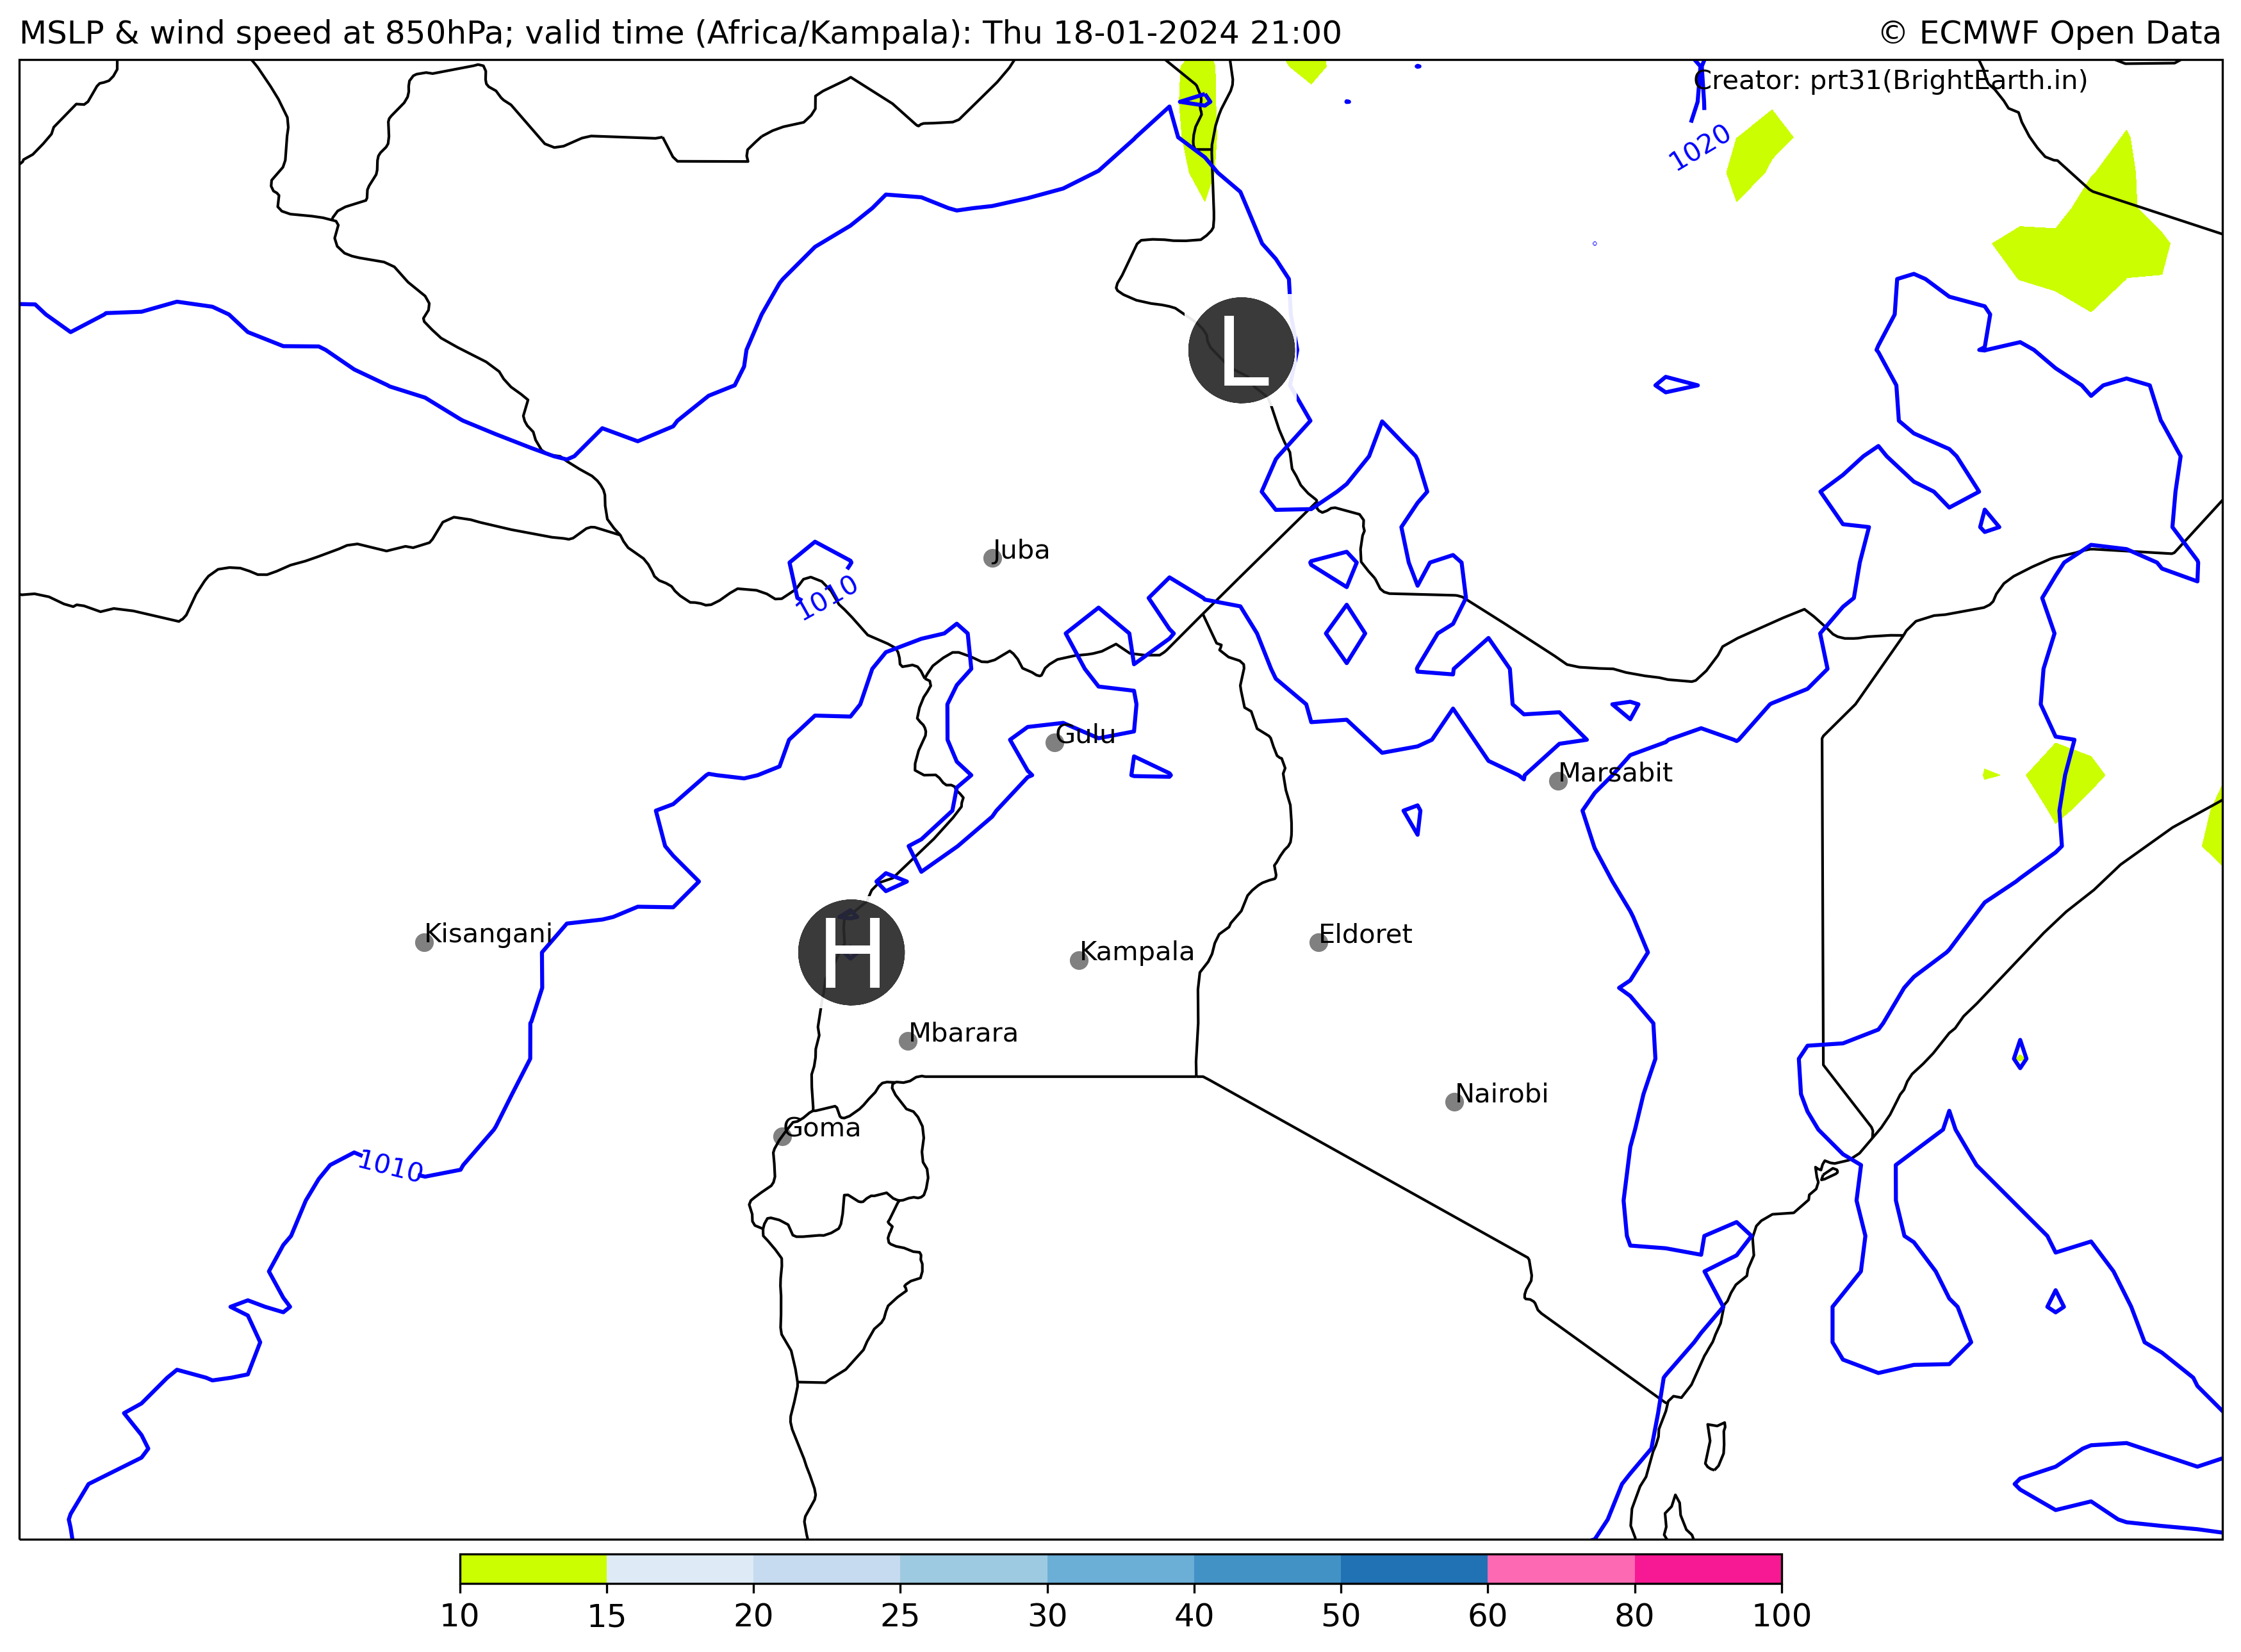 MSLP & wind speed at 850hPa; valid time (Africa/Kampala): Thu 18-01-2024 21:00
© ECMWF Open Data
Creator: prt31(BrightEarth.in)
1020
L
Juba
1010
Gulu
Marsabit
Kisangani
H
Kampala
Eldoret
Mbarara
Nairobi
Goma
1010
10 15 20 25 30 40 50 60 80 100